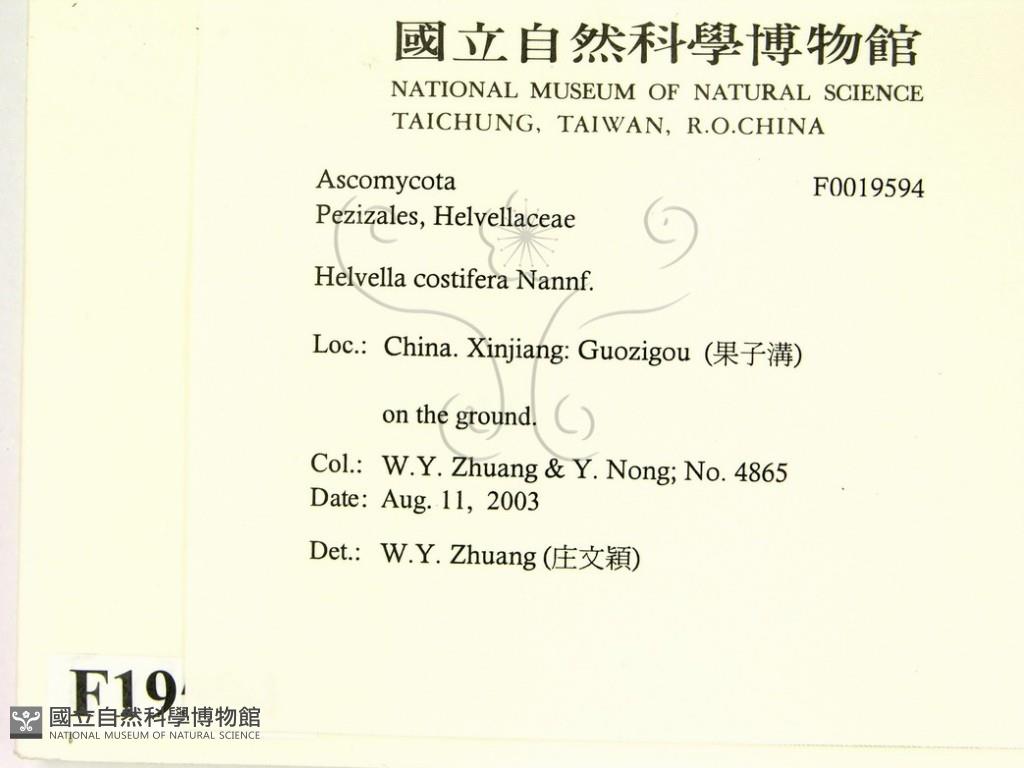 國立自然科學博物館
NATIONAL MUSEUM OF NATURAL SCIENCE
TAICHUNG, TAIWAN, R.O.CHINA
Ascomycota F0019594
Pezizales, Helvellaceae
Helvella costifera Nannf.
Loc.: China. Xinjiang: Guozigou (果子溝)
on the ground.
Col.: W.Y. Zhuang & Y. Nong; No. 4865
Date: Aug. 11, 2003
Det.: W.Y. Zhuang (庄文穎)
F19
國立自然科學博物館
NATIONAL MUSEUM OF NATURAL SCIENCE